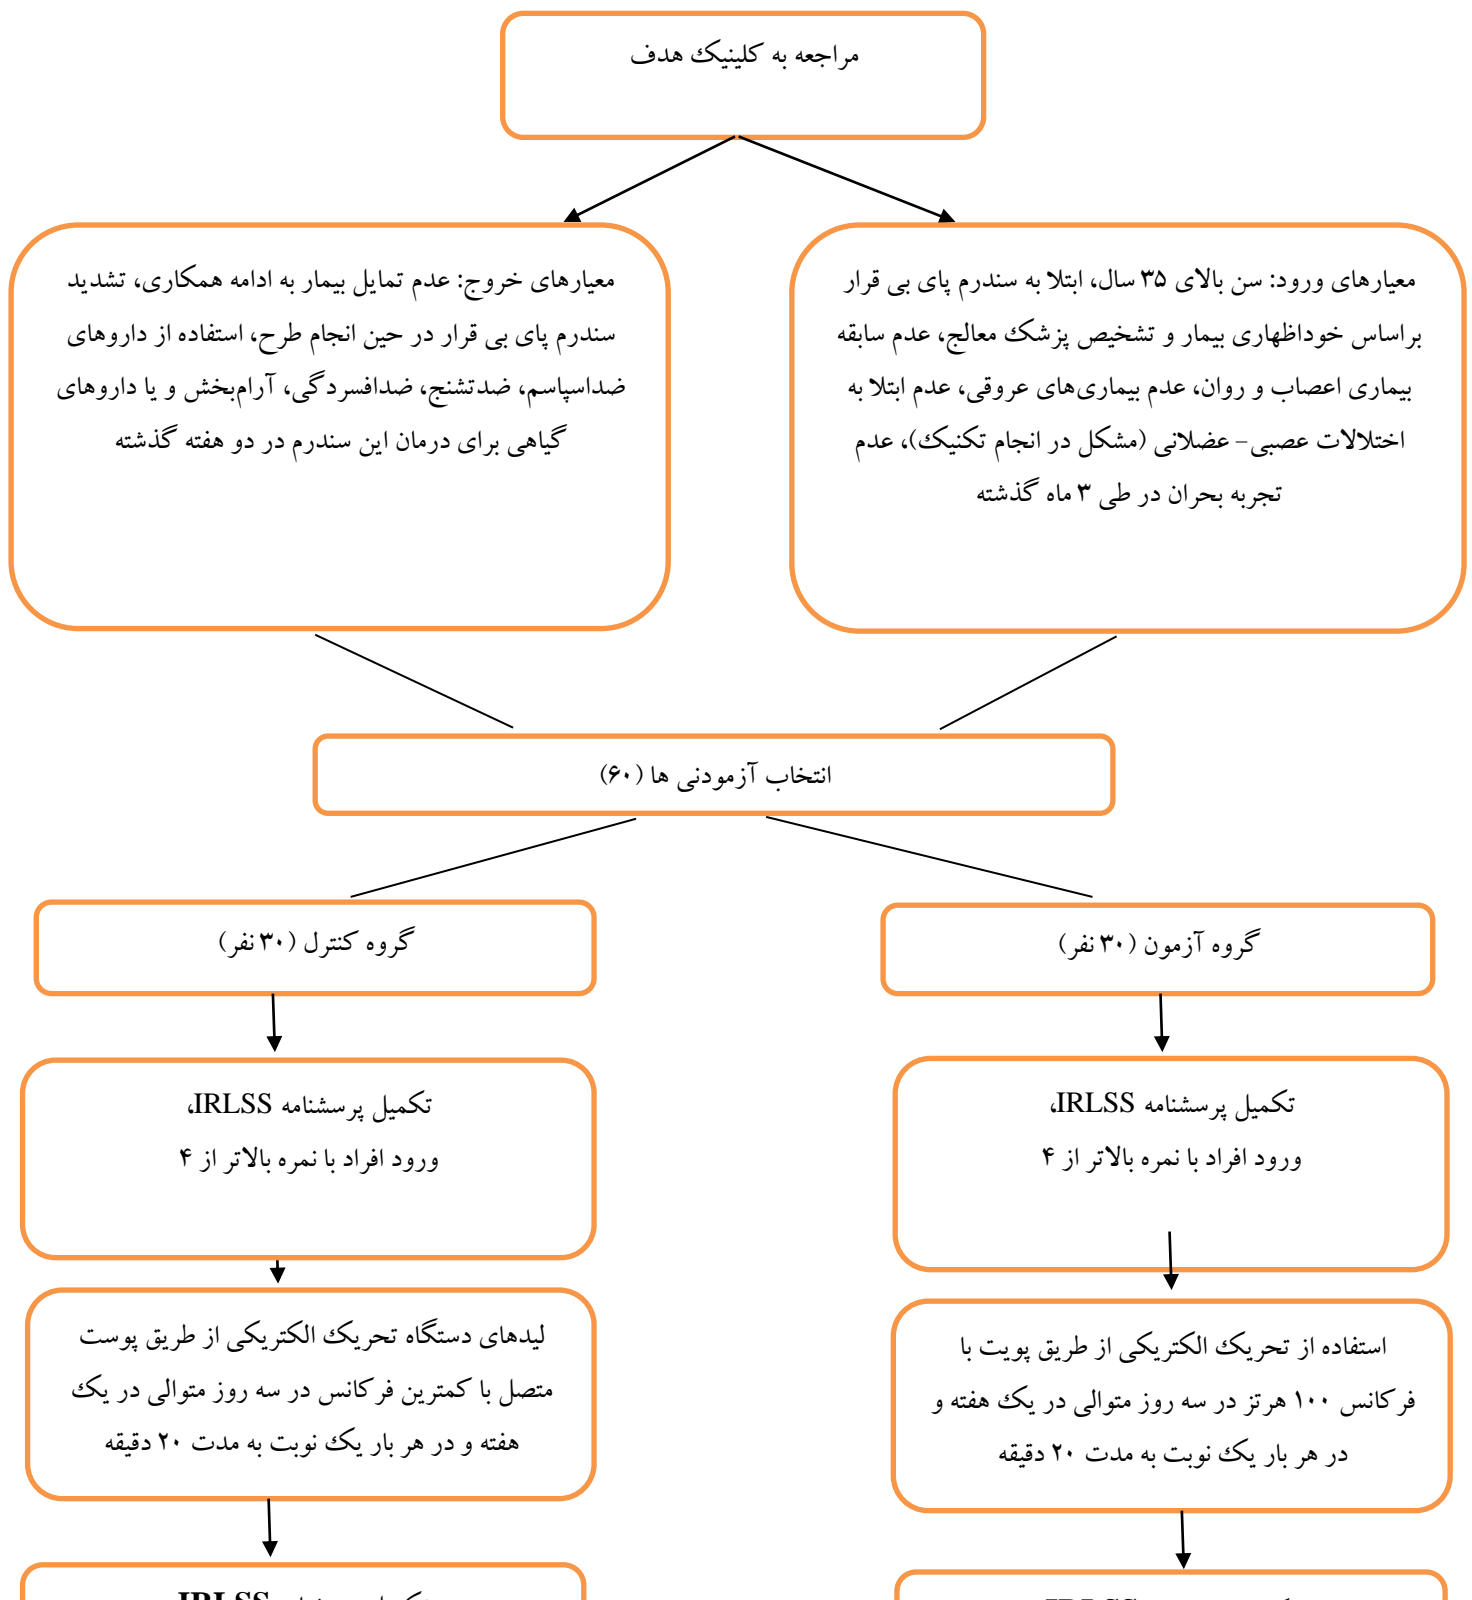 مراجعه به کلینیک هدف
معیارهای ورود: سن بالای ۳۵ سال، ابتلا به سندرم پای بی قرار
براساس خوداظهاری بیمار و تشخیص پزشک معالج، عدم سابقه
بیماری اعصاب و روان، عدم بیماری‌های عروقی، عدم ابتلا به
اختلالات عصبی- عضلانی (مشکل در انجام تکنیک)، عدم
تجربه بحران در طی ۳ ماه گذشته
معیارهای خروج: عدم تمایل بیمار به ادامه همکاری، تشدید
سندرم پای بی قرار در حین انجام طرح، استفاده از داروهای
ضداسپاسم، ضدتشنج، ضدافسردگی، آرام‌بخش و یا داروهای
گیاهی برای درمان این سندرم در دو هفته گذشته
انتخاب آزمودنی ها (۶۰)
گروه آزمون (۳۰ نفر)
گروه کنترل (۳۰ نفر)
تکمیل پرسشنامه IRLSS،
ورود افراد با نمره بالاتر از ۴
تکمیل پرسشنامه IRLSS،
ورود افراد با نمره بالاتر از ۴
استفاده از تحریک الکتریکی از طریق پویت با
فرکانس ۱۰۰ هرتز در سه روز متوالی در یک هفته و
در هر بار یک نوبت به مدت ۲۰ دقیقه
لیدهای دستگاه تحریک الکتریکی از طریق پوست
متصل با کمترین فرکانس در سه روز متوالی در یک
هفته و در هر بار یک نوبت به مدت ۲۰ دقیقه
IRLSS
IRLSS